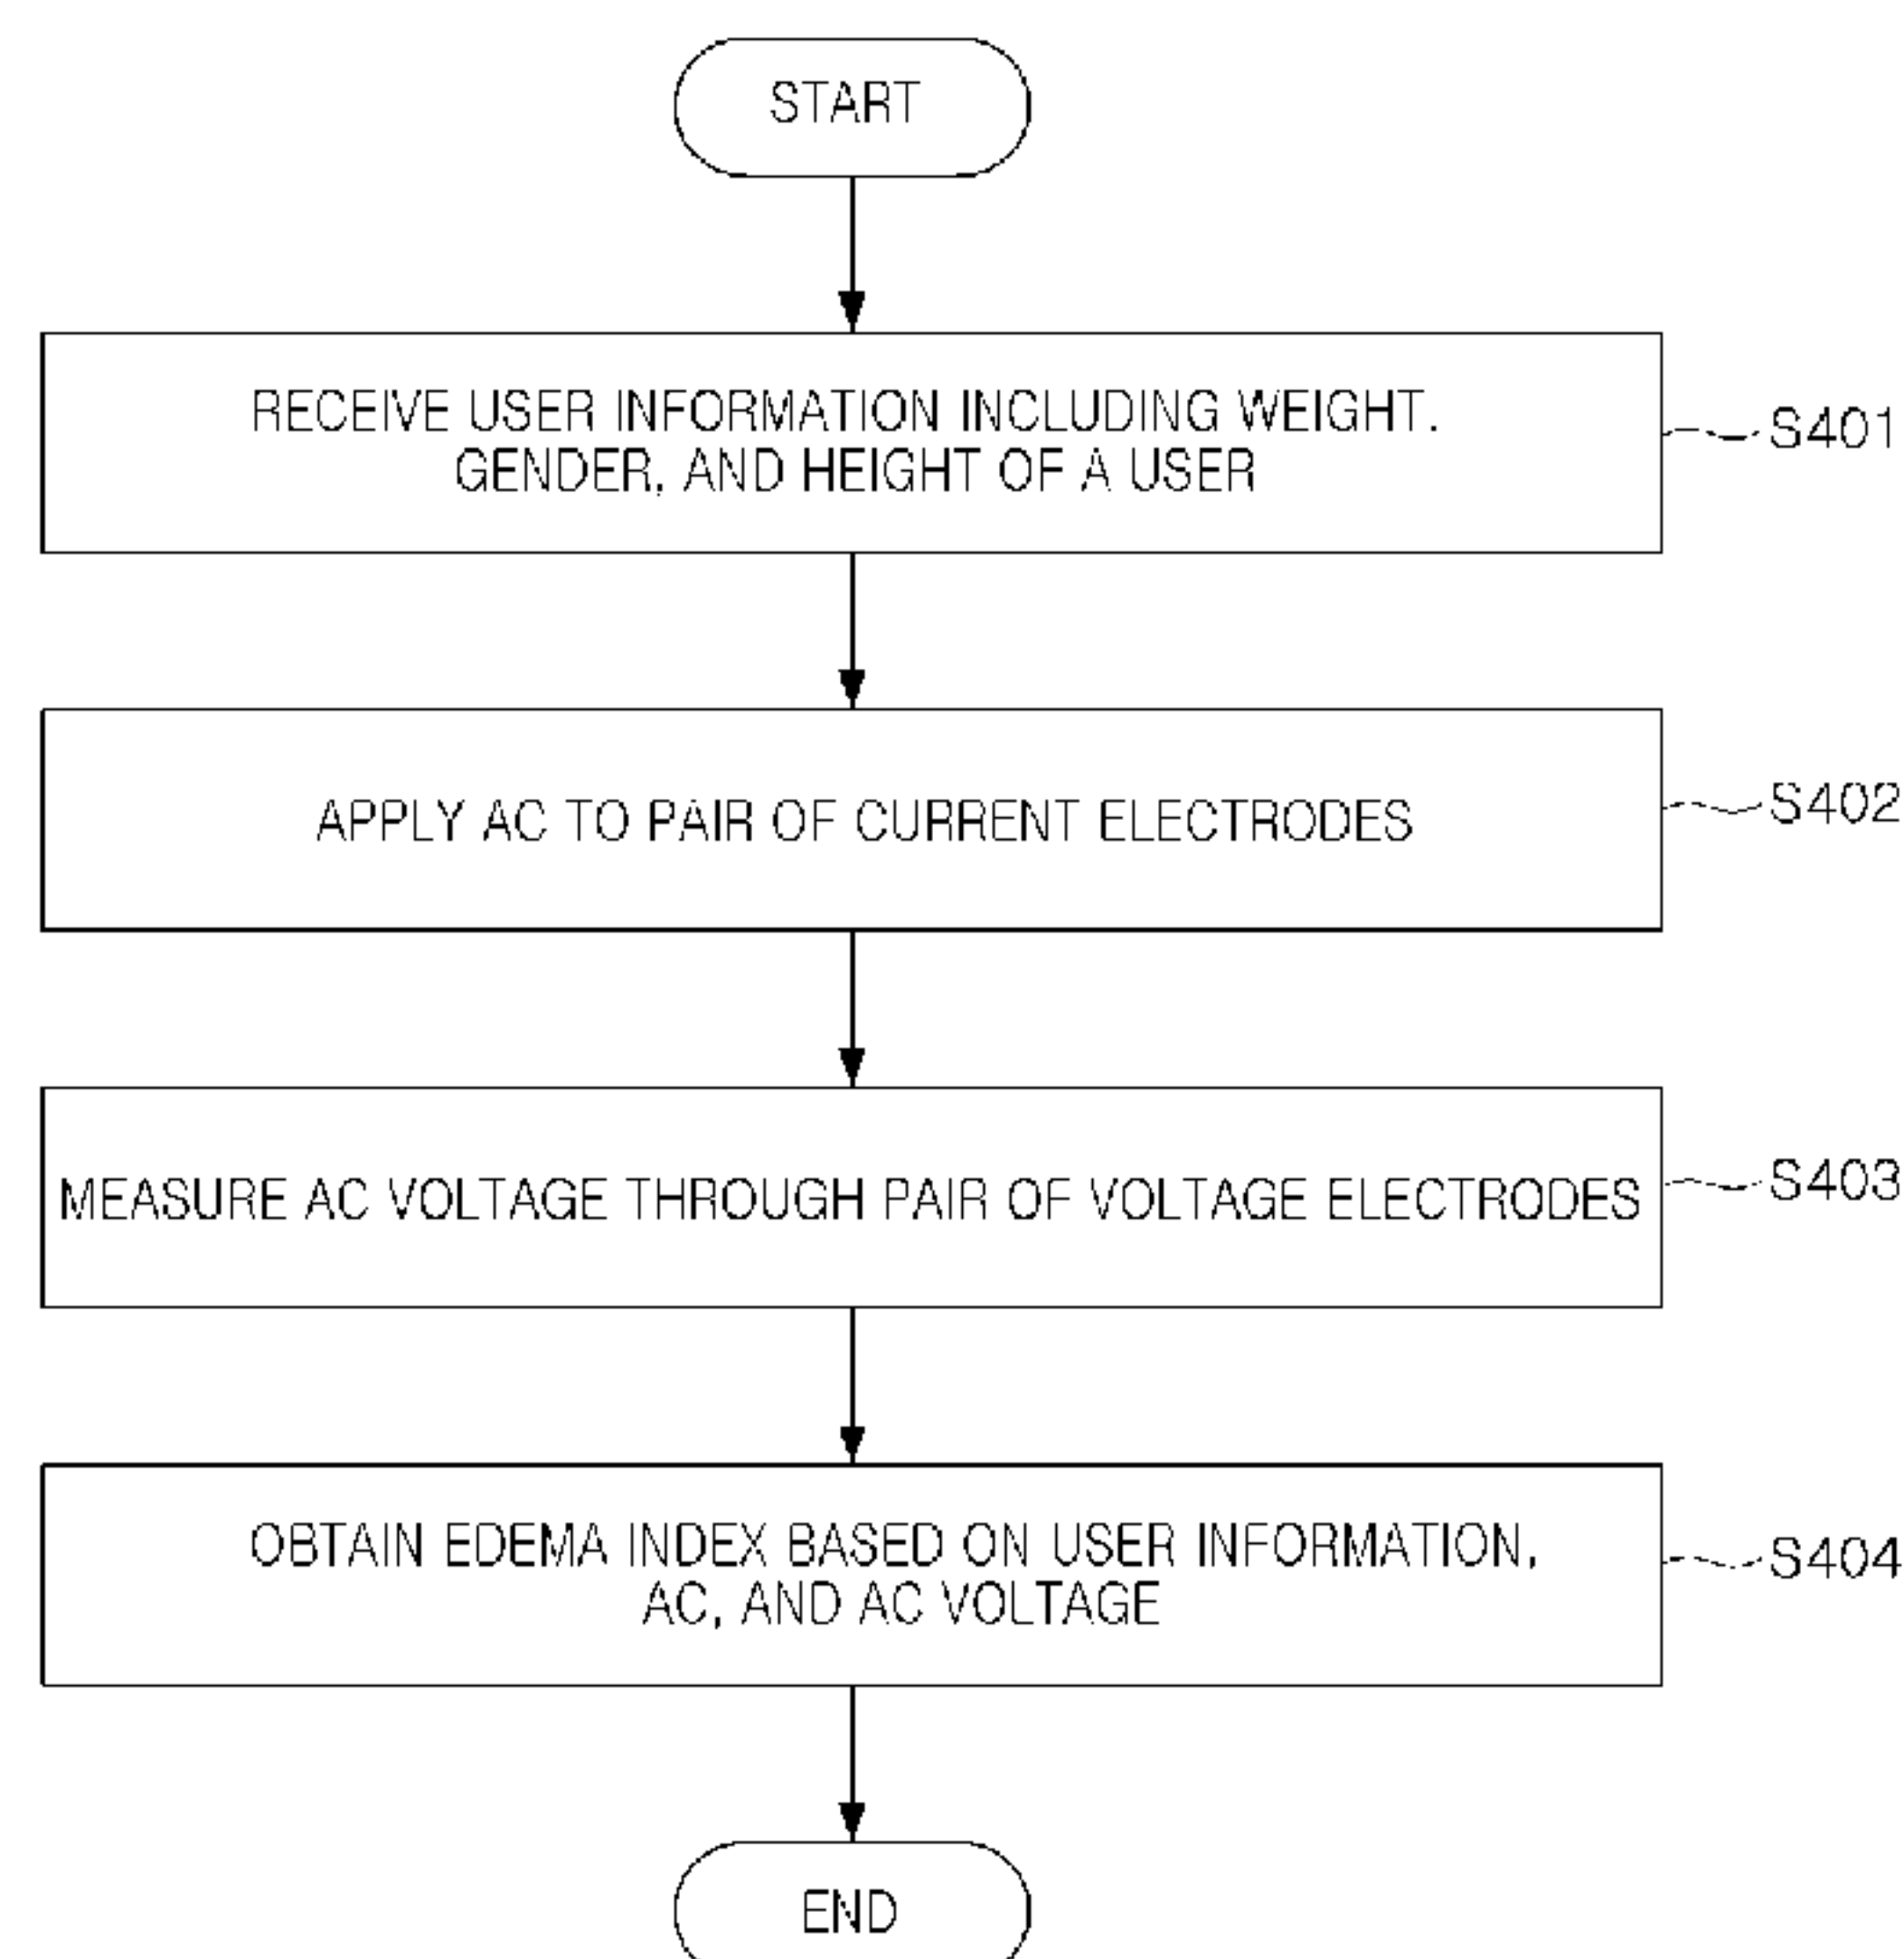 START
RECEIVE USER INFORMATION INCLUDING WEIGHT.
GENDER, AND HEIGHT OF A USER
S401
APPLY AC TO PAIR OF CURRENT ELECTRODES
S402
MEASURE AC VOLTAGE THROUGH PAIR OF VOLTAGE ELECTRODES
S403
OBTAIN EDEMA INDEX BASED ON USER INFORMATION,
AC, AND AC VOLTAGE
S404
END